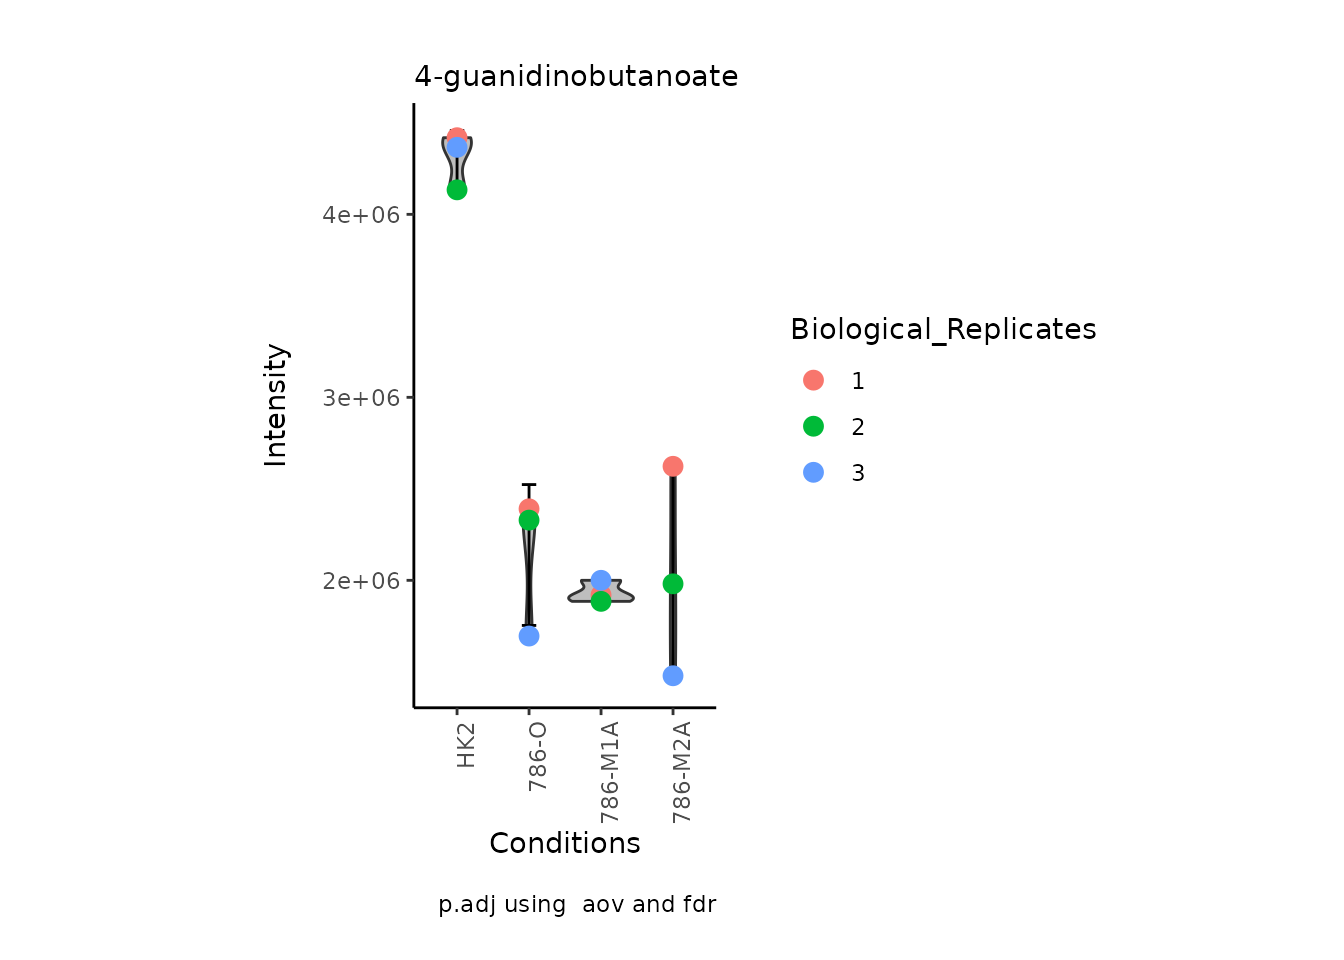 4-guanidinobutanoate
Intensity
4e+06
3e+06
2e+06
HK2
786-O
786-M1A
786-M2A
Conditions
p.adj using  aov and fdr
Biological_Replicates
1
2
3